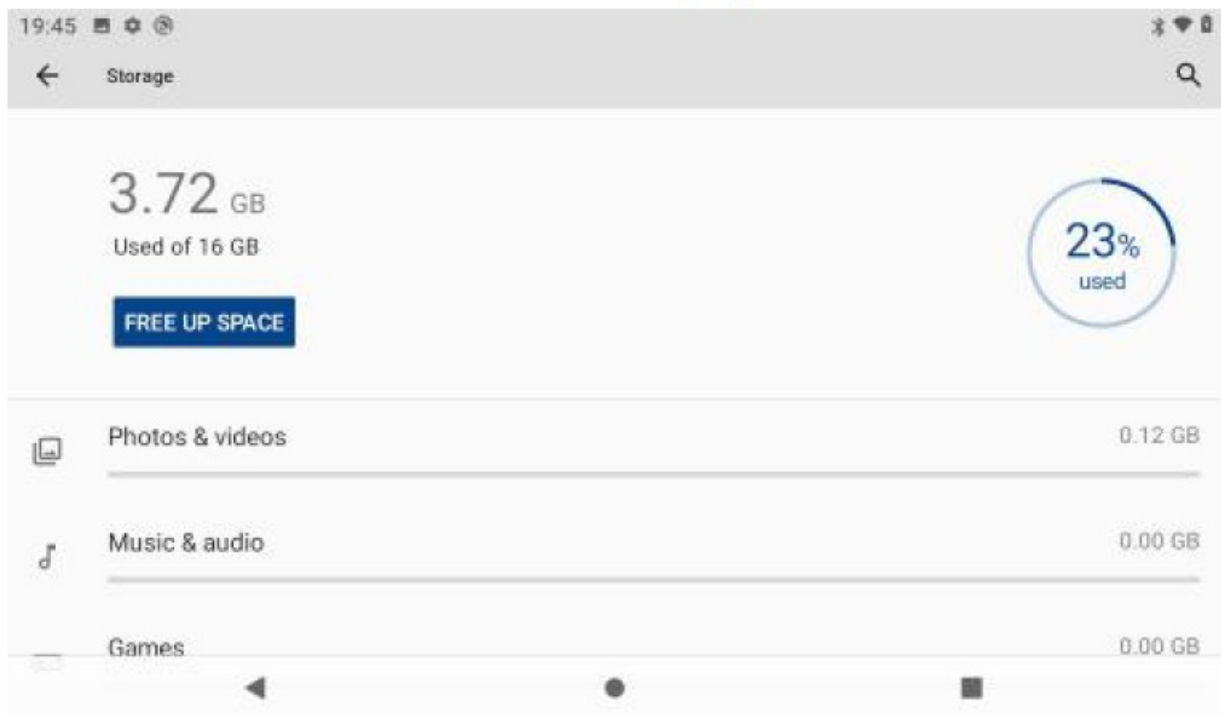 19:45
Storage
3.72 GB
Used of 16 GB
23%
used
FREE UP SPACE
Photos & videos 0.12 GB
Music & audio 0.00 GB
Games 0.00 GB